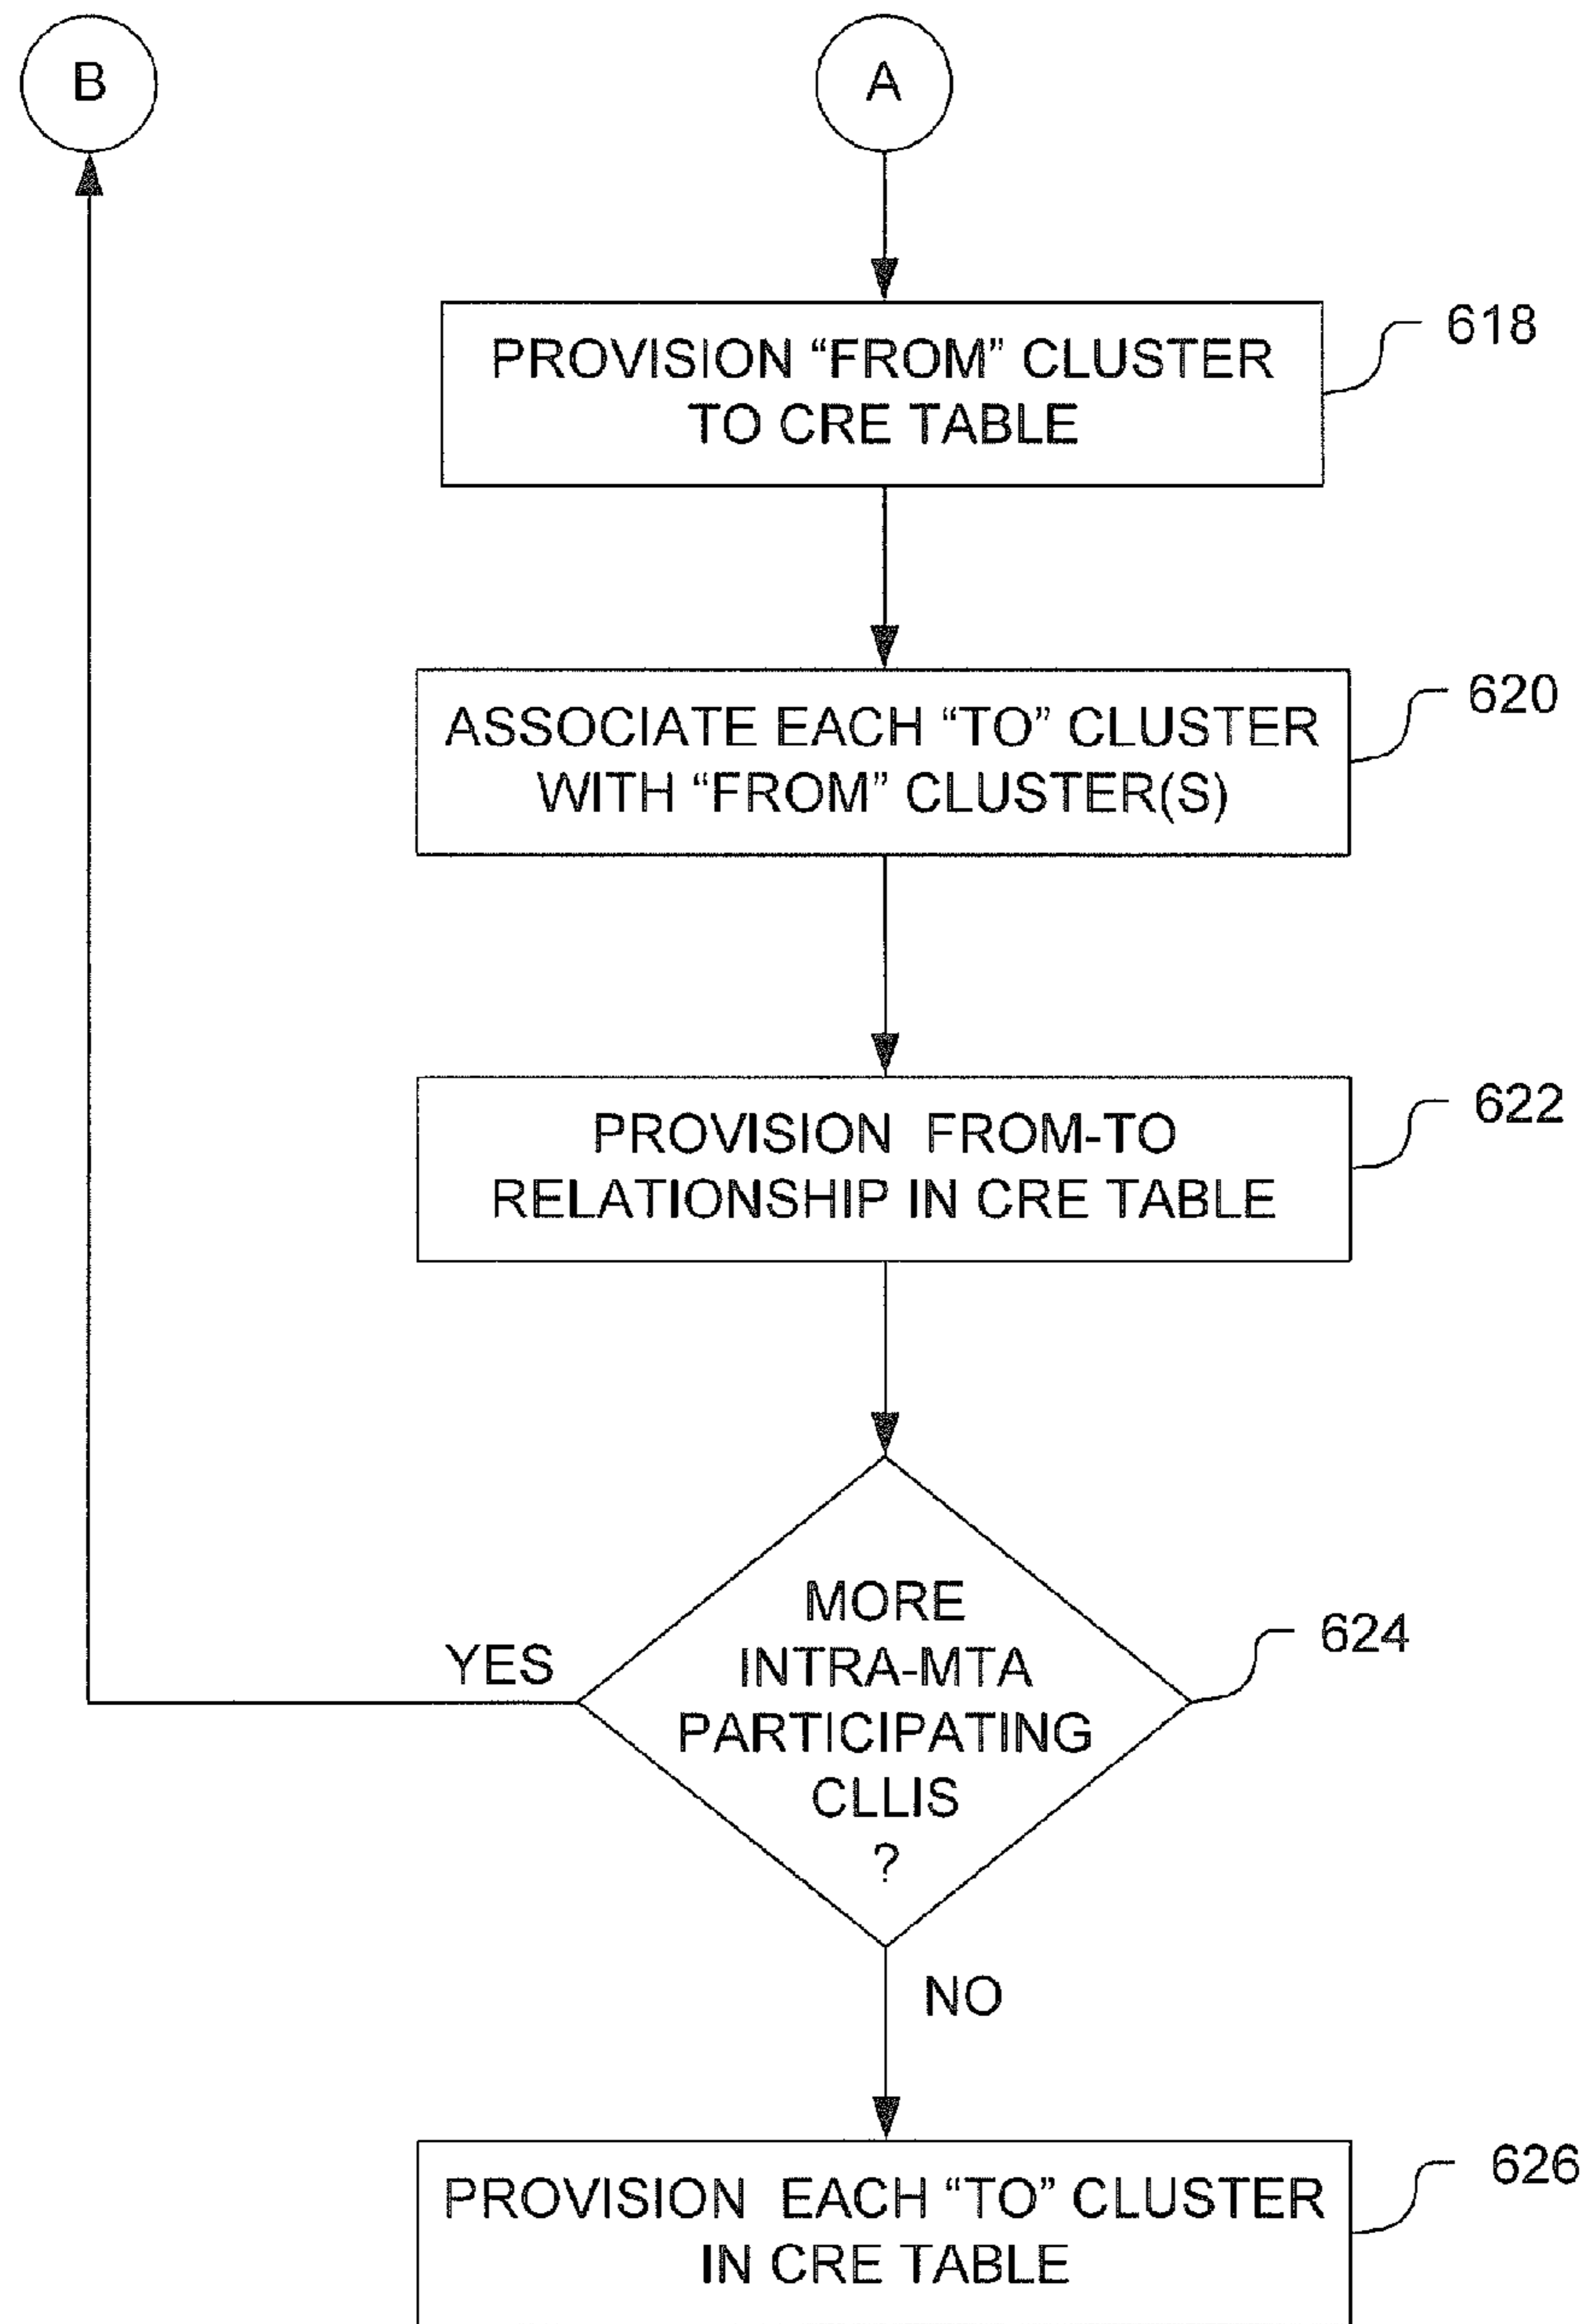 B
A
PROVISION “FROM” CLUSTER
TO CRE TABLE
618
ASSOCIATE EACH “TO” CLUSTER
WITH “FROM” CLUSTER(S)
620
PROVISION FROM-TO
RELATIONSHIP IN CRE TABLE
622
MORE
INTRA-MTA
PARTICIPATING
CLLIS
?
624
YES
NO
PROVISION EACH “TO” CLUSTER
IN CRE TABLE
626